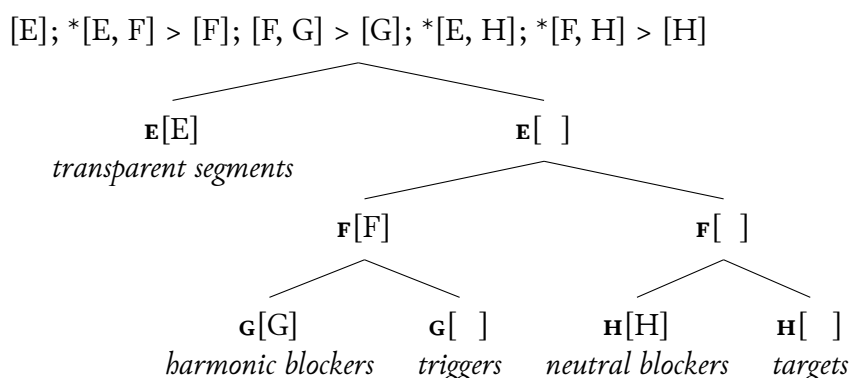 [E]; *[E, F] > [F]; [F, G] > [G]; *[E, H]; *[F, H] > [H]
E[E] E[ ]
transparent segments
F[F] F[ ]
G[G] G[ ] H[H] H[ ]
harmonic blockers triggers neutral blockers targets